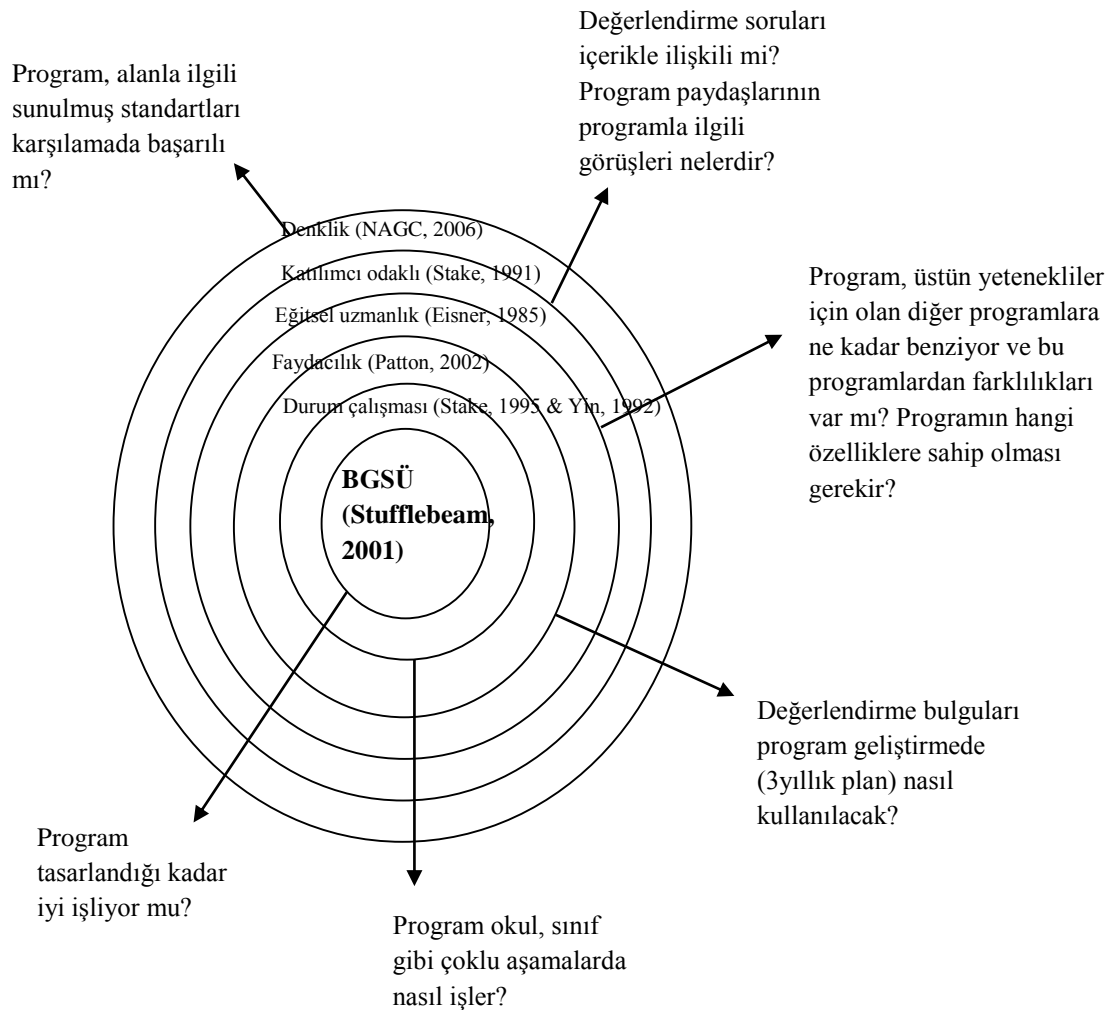 Değerlendirme soruları
içerikle ilişkili mi?
Program paydaşlarının
programla ilgili
görüşleri nelerdir?
Program, alanla ilgili
sunulmuş standartları
karşılamada başarılı
mı?
Denklik (NAGC, 2006)
Katılımcı odaklı (Stake, 1991)
Eğitsel uzmanlık (Eisner, 1985)
Faydacılık (Patton, 2002)
Durum çalışması (Stake, 1995 & Yin, 1992)
BGSÜ
(Stufflebeam,
2001)
Program, üstün yetenekliler
için olan diğer programlara
ne kadar benziyor ve bu
programlardan farklılıkları
var mı? Programın hangi
özelliklere sahip olması
gerekir?
Değerlendirme bulguları
program geliştirmede
(3yıllık plan) nasıl
kullanılacak?
Program
tasarlandığı kadar
iyi işliyor mu?
Program okul, sınıf
gibi çoklu aşamalarda
nasıl işler?